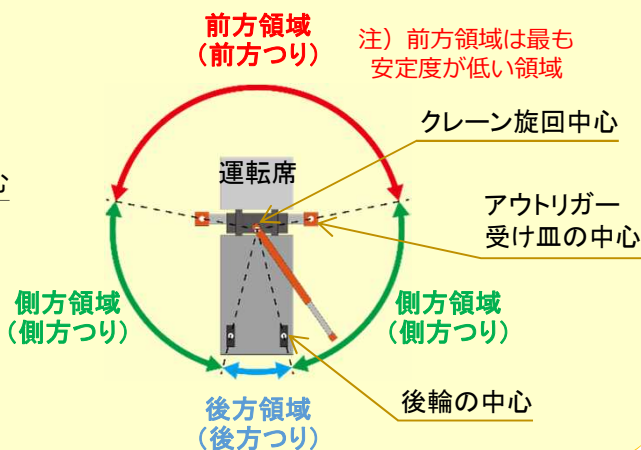 前方領域
（前方つり）
注）前方領域は最も
安定度が低い領域
クレーン旋回中心
運転席
む
アウトリガー
受け皿の中心
側方領域
（側方つり）
側方領域
（側方つり）
後輪の中心
後方領域
（後方つり）